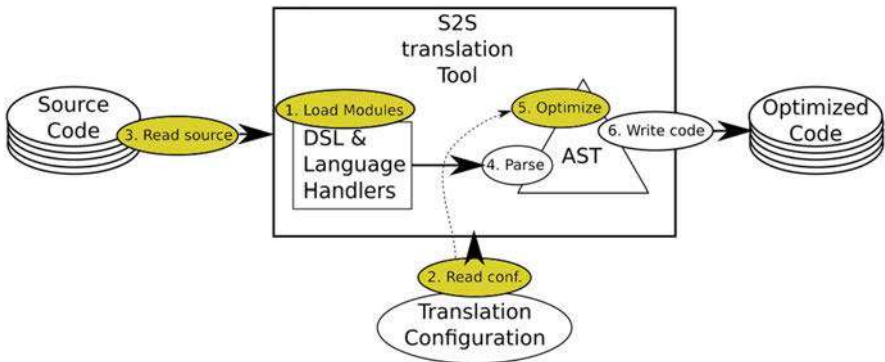 S2S
translation
Tool
Source
Code
3. Read source
1. Load Modules
DSL &
Language
Handlers
4. Parse
5. Optimize
AST
6. Write code
Optimized
Code
2. Read conf.
Translation
Configuration